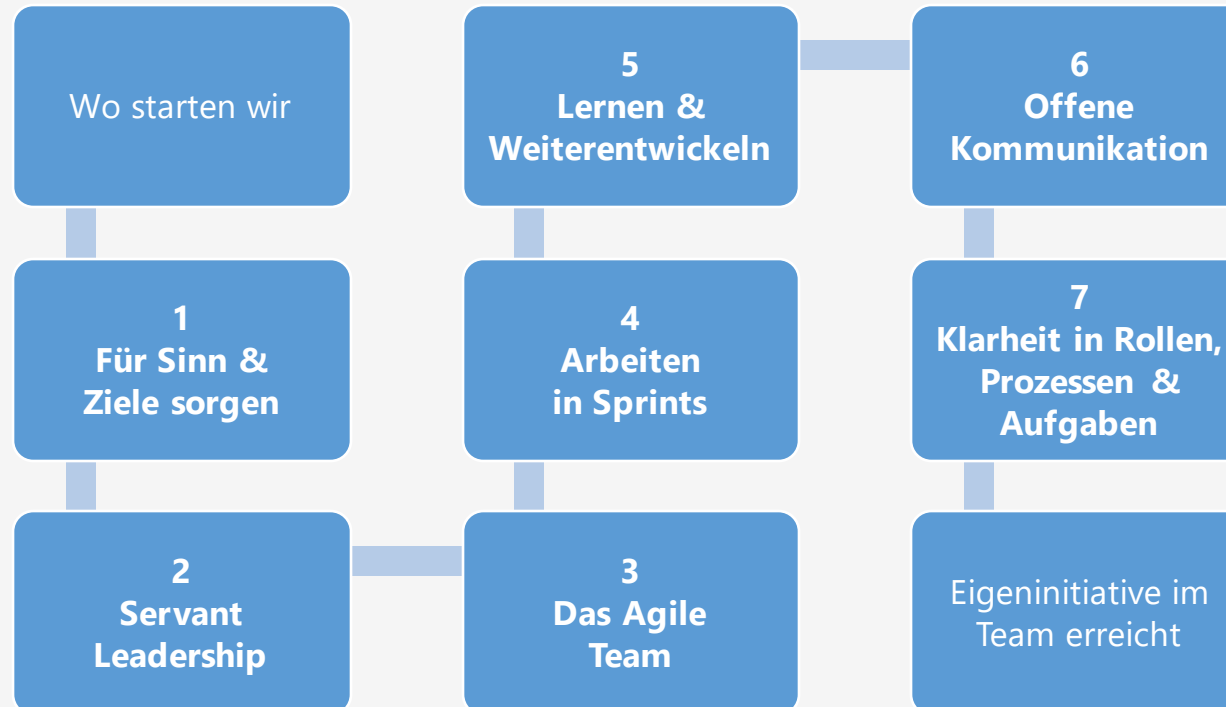 Wo starten wir
1
Für Sinn &
Ziele sorgen
2
Servant
Leadership
3
Das Agile
Team
4
Arbeiten
in Sprints
5
Lernen &
Weiterentwickeln
6
Offene
Kommunikation
7
Klarheit in Rollen,
Prozessen &
Aufgaben
Eigeninitiative im
Team erreicht